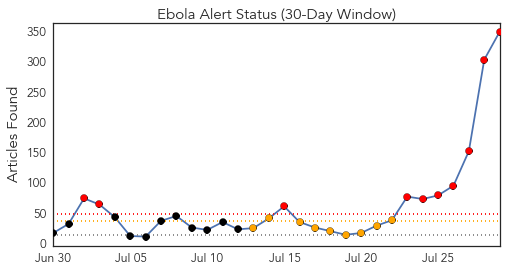 Ebola Alert Status (30-Day Window)
Articles Found
350
300
250
200
150
100
50
0
Jun 30
Jul 05
Jul 10
Jul 15
Jul 20
Jul 25